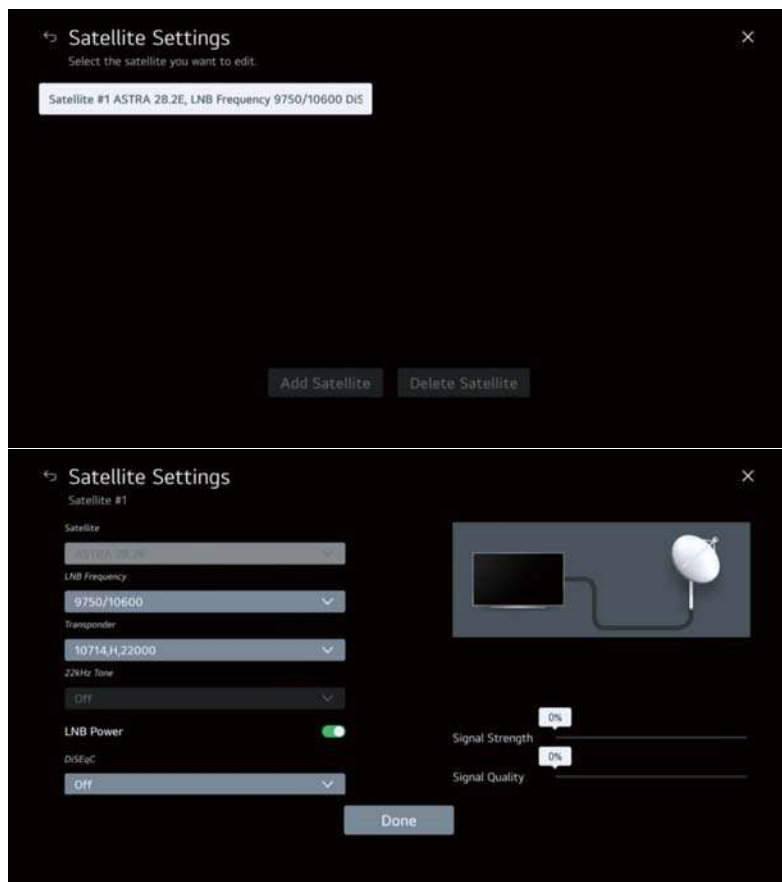 Satellite Settings
Select the satellite you want to edit.
Satellite #1 ASTRA 28.2E, LNB Frequency 9750/10600 DiS
Add Satellite
Delete Satellite
Satellite Settings
Satellite #1
Satellite
ASTRA 28.2E
LNB Frequency
9750/10600
Transponder
10714,H,22000
22kHz Tone
Off
LNB Power
DiSEqC
Off
0%
Signal Strength
0%
Signal Quality
Done